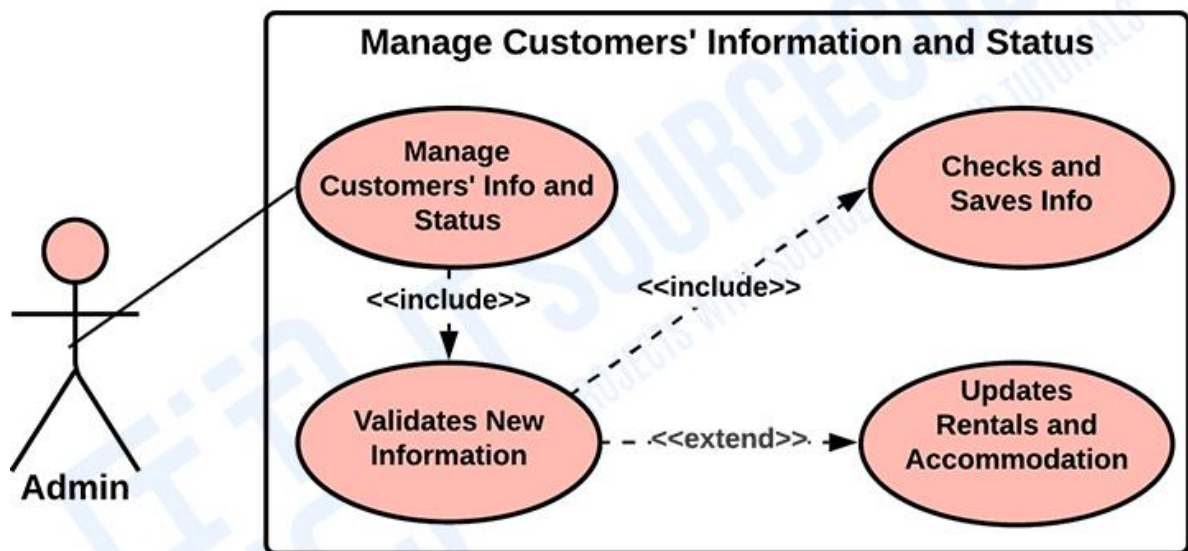 Manage Customers' Information and Status
Manage
Customers' Info and
Status
Checks and
Saves Info
<<include>>
<<include>>
Validates New
Information
<<extend>>
Updates
Rentals and
Accommodation
Admin